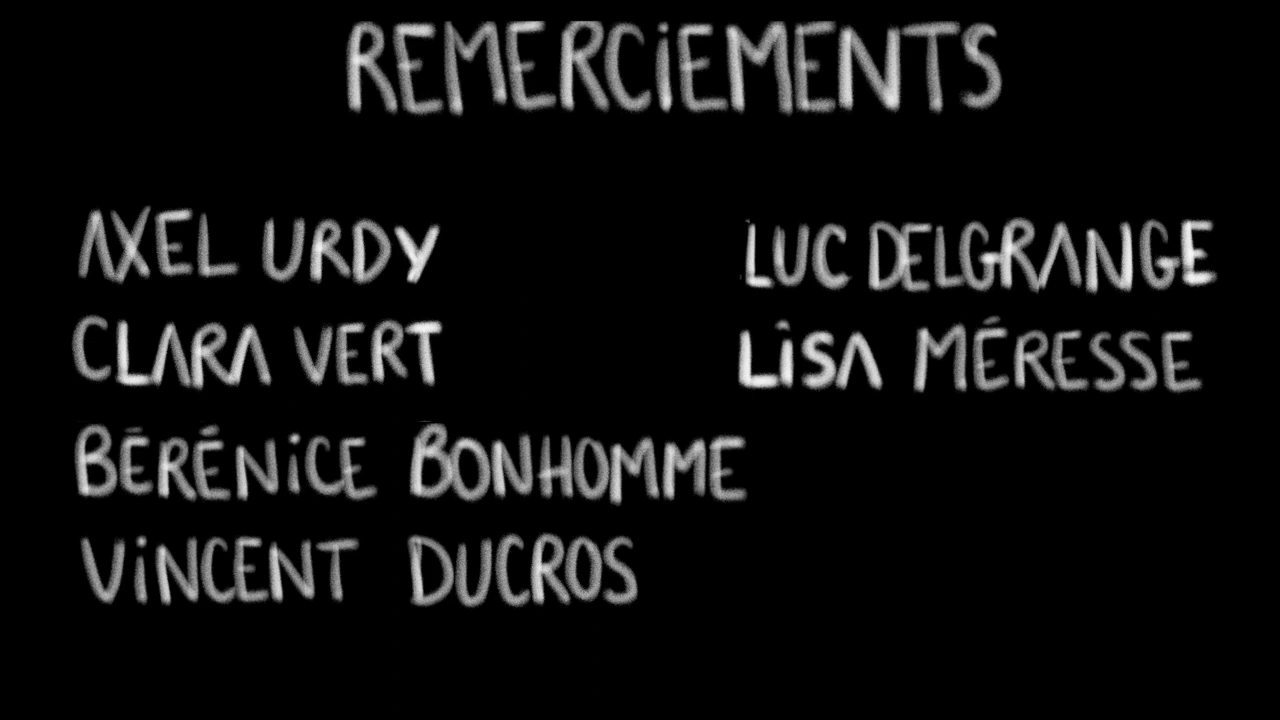 REMERCiEMENTS
AXEL URDY
CLARA VERT
BÉRÉNiCE BONHOMME
ViNCENT DUCROS
LUC DELGRANGE
LiSA MÉRESSE